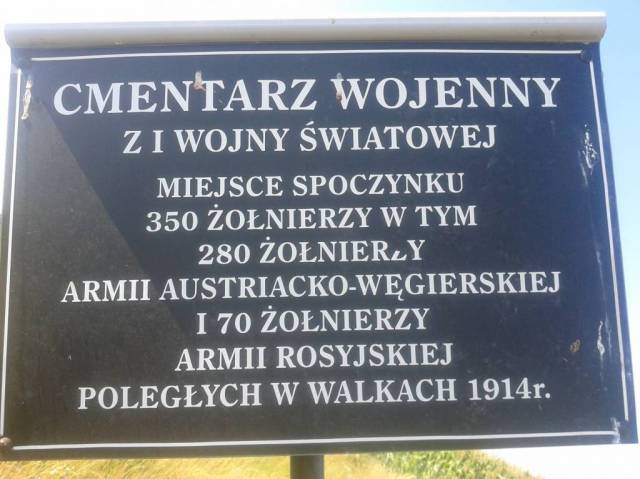 CMENTARZ WOJENNY
Z I WOJNY ŚWIATOWEJ
MIEJSCE SPOCZYNKU
350 ŻOŁNIERZY W TYM
280 ŻOŁNIERZY
ARMII AUSTRIACKO-WĘGIERSKIEJ
I 70 ŻOŁNIERZY
ARMII ROSYJSKIEJ
POLEGŁYCH W WALKACH 1914r.